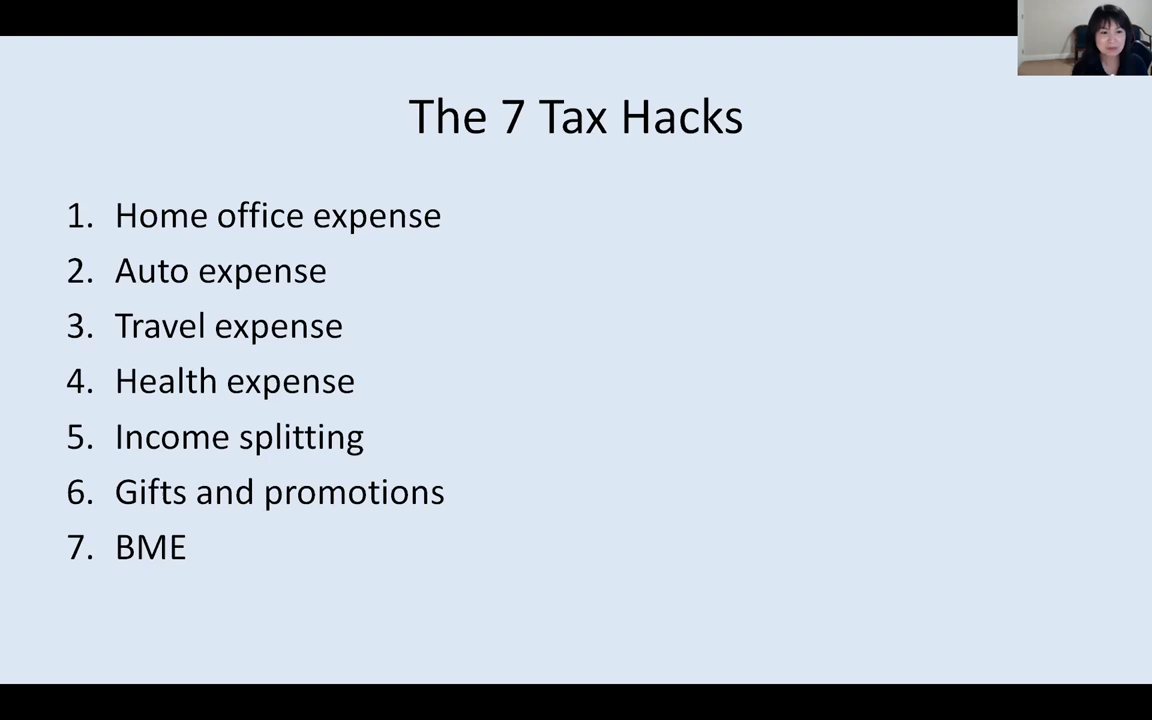 The 7 Tax Hacks
1. Home office expense
2. Auto expense
3. Travel expense
4. Health expense
5. Income splitting
6. Gifts and promotions
7. BME